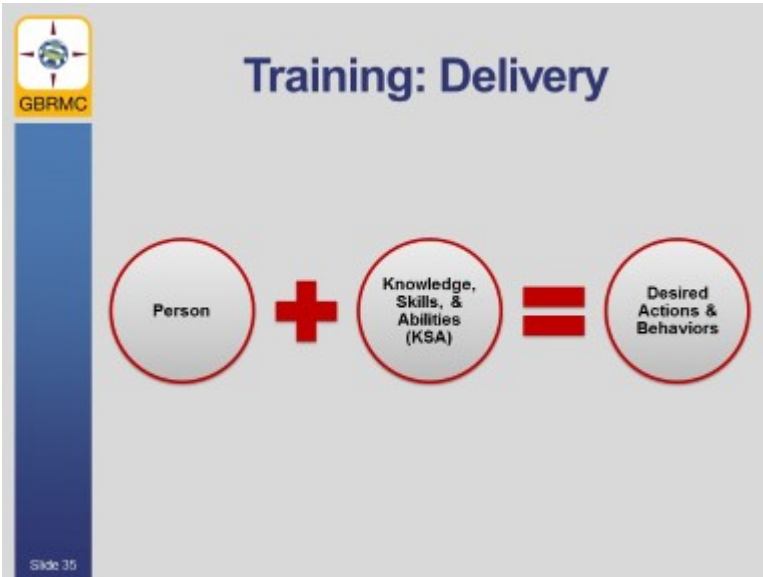 GBRMC
Training: Delivery
Person
Knowledge,
Skills, &
Abilities
(KSA)
Desired
Actions &
Behaviors
Slide 35